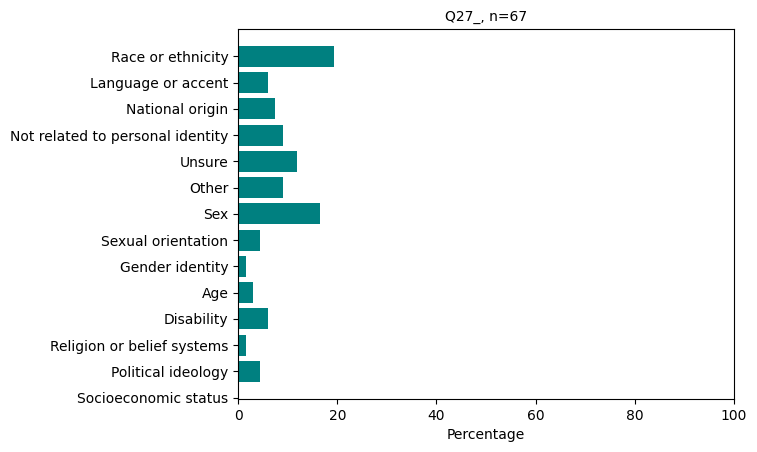 Q27_, n=67
Race or ethnicity
Language or accent
National origin
Not related to personal identity
Unsure
Other
Sex
Sexual orientation
Gender identity
Age
Disability
Religion or belief systems
Political ideology
Socioeconomic status
0 20 40 60 80 100
Percentage